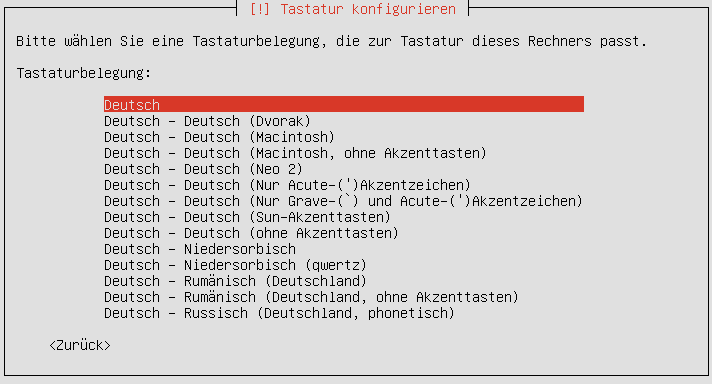 [!] Tastatur konfigurieren
Bitte wählen Sie eine Tastaturbelegung, die zur Tastatur dieses Rechners passt.
Tastaturbelegung:
Deutsch
Deutsch - Deutsch (Dvorak)
Deutsch - Deutsch (Macintosh)
Deutsch - Deutsch (Macintosh, ohne Akzenttasten)
Deutsch - Deutsch (Neo 2)
Deutsch - Deutsch (Nur Acute-(')Akzentzeichen)
Deutsch - Deutsch (Nur Grave-(`) und Acute-(')Akzentzeichen)
Deutsch - Deutsch (Sun-Akzenttasten)
Deutsch - Deutsch (ohne Akzenttasten)
Deutsch - Niedersorbisch
Deutsch - Niedersorbisch (qwertz)
Deutsch - Rumänisch (Deutschland)
Deutsch - Rumänisch (Deutschland, ohne Akzenttasten)
Deutsch - Russisch (Deutschland, phonetisch)
<Zurück>